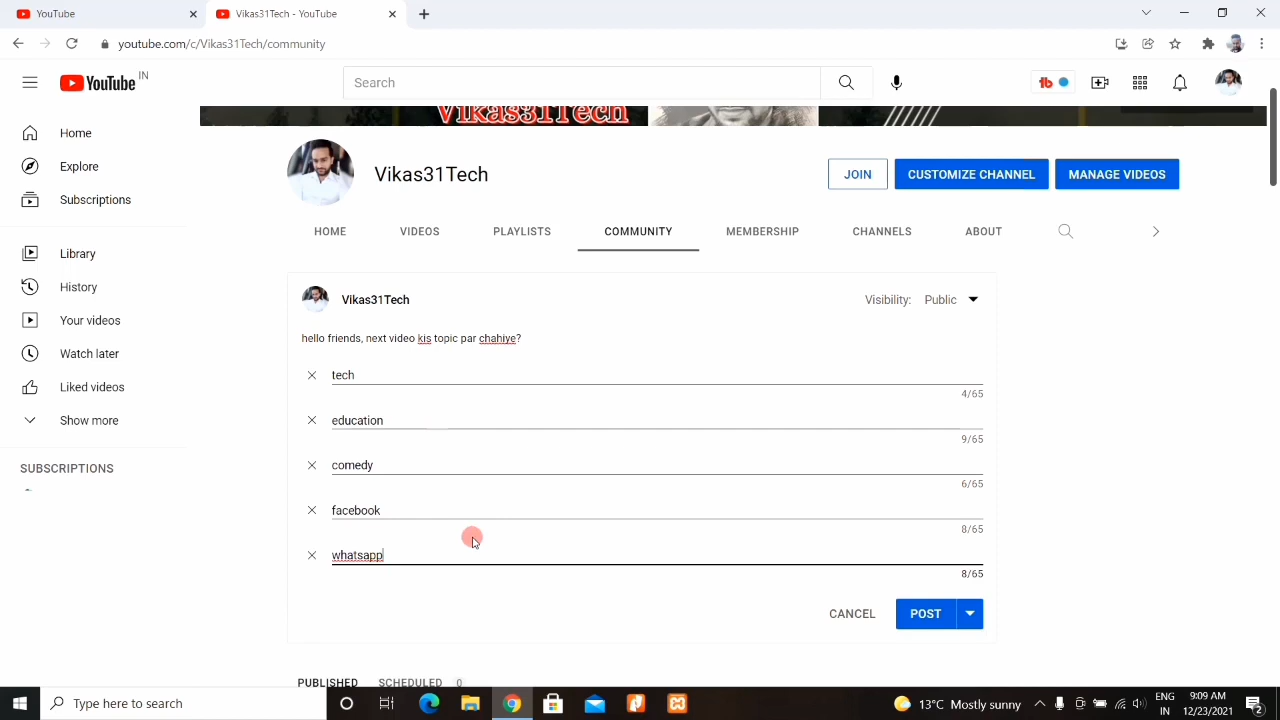 YouTube
Vikas31Tech - YouTube
youtube.com/c/Vikas31Tech/community
YouTube IN
Search
Vikas31Tech
Home
Explore
Subscriptions
Library
History
Your videos
Watch later
Liked videos
Show more
SUBSCRIPTIONS
Vikas31Tech
JOIN
CUSTOMIZE CHANNEL
MANAGE VIDEOS
HOME VIDEOS PLAYLISTS COMMUNITY MEMBERSHIP CHANNELS ABOUT
Vikas31Tech
Visibility: Public
hello friends, next video kis topic par chahiye?
tech
4/65
education
9/65
comedy
6/65
facebook
8/65
whatsapp
8/65
CANCEL POST
PUBLISHED SCHEDULED 0
Type here to search
13°C Mostly sunny
ENG
IN
9:09 AM
12/23/2021
2